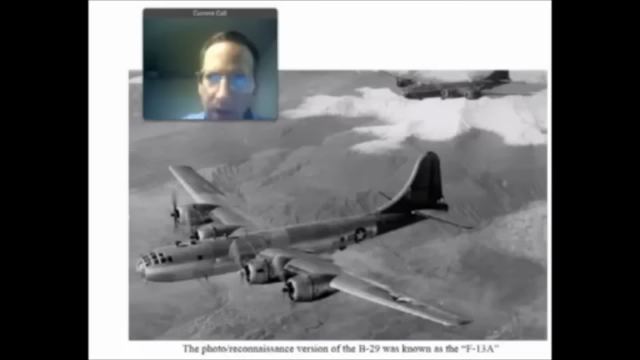 Current Call
The photo/reconnaissance version of the B-29 was known as the "F-13A"